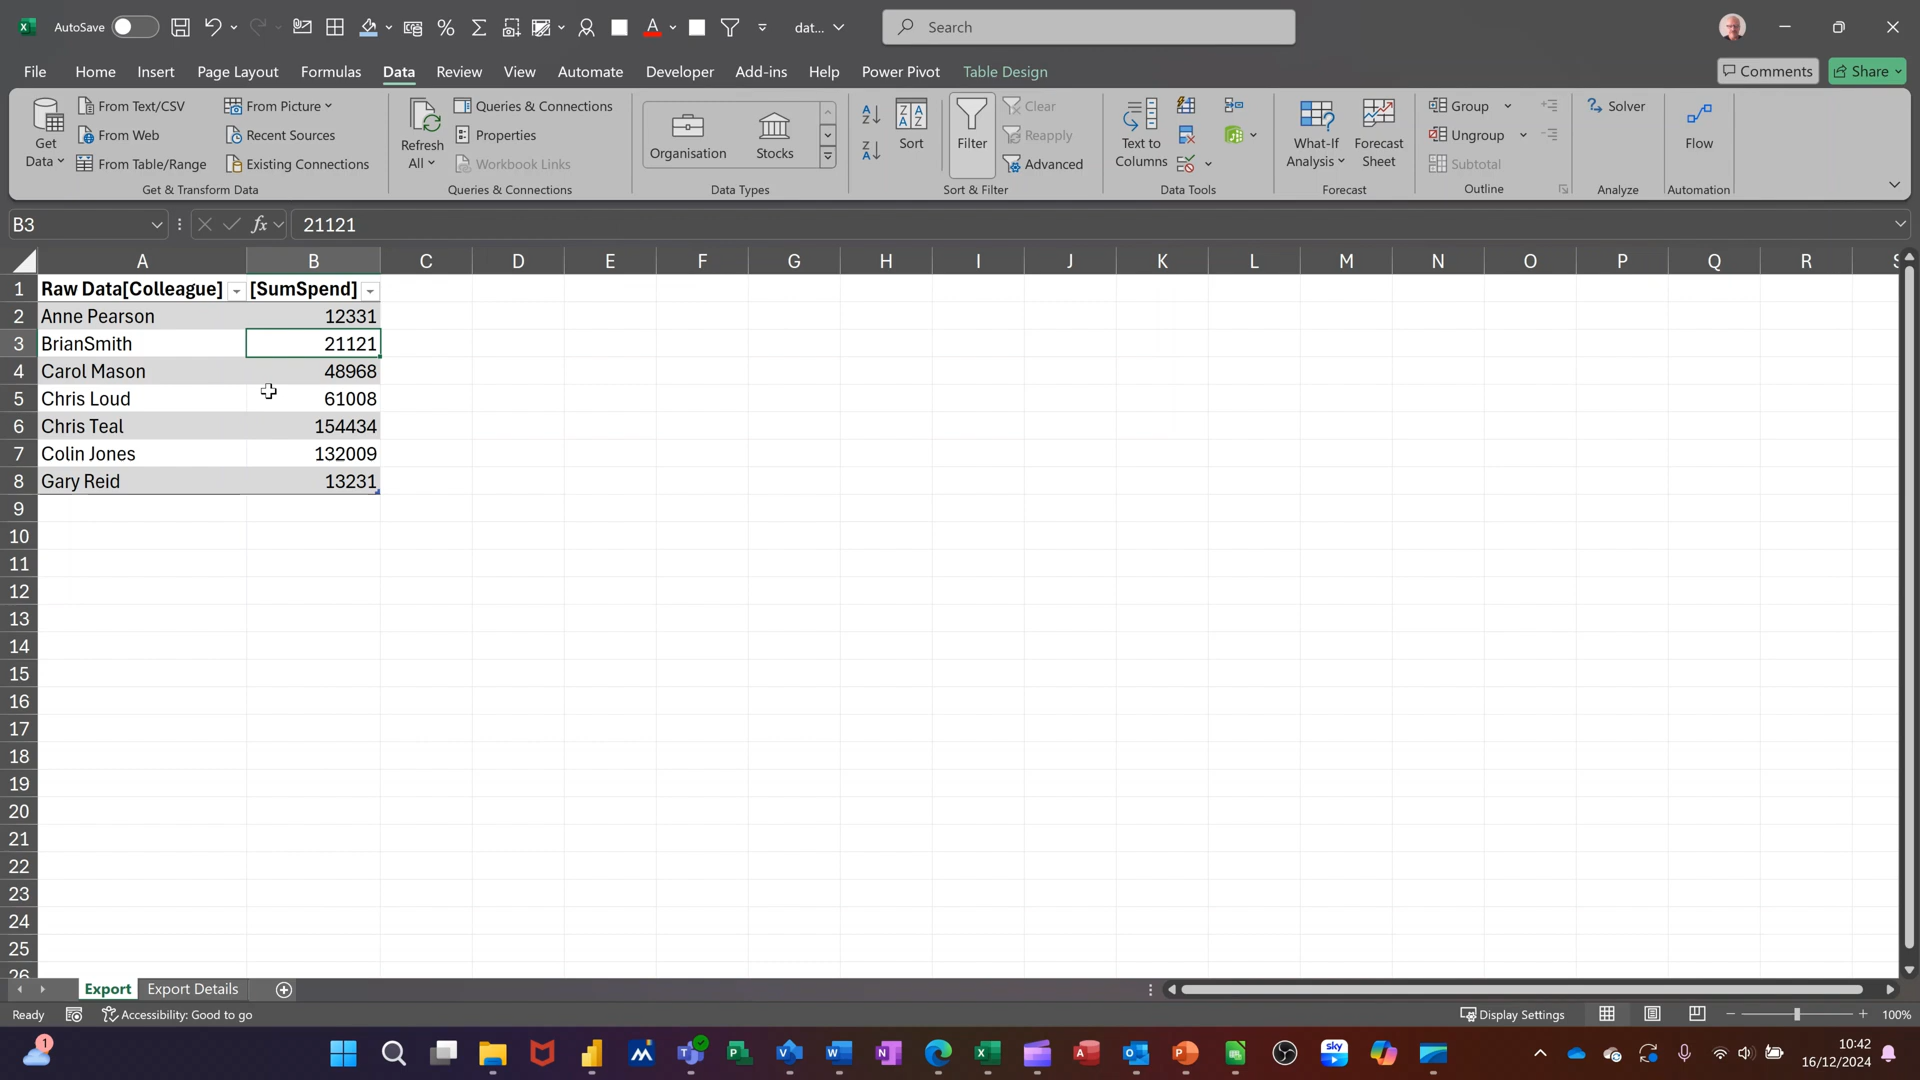 AutoSave
dat...
Search
File Home Insert Page Layout Formulas Data Review View Automate Developer Add-ins Help Power Pivot Table Design
Comments
Share
Get Data
From Text/CSV
From Web
From Table/Range
From Picture
Recent Sources
Existing Connections
Get & Transform Data
Refresh All
Queries & Connections
Properties
Workbook Links
Queries & Connections
Organisation
Stocks
Data Types
Sort
Filter
Clear
Reapply
Advanced
Sort & Filter
Text to Columns
Data Tools
What-If Analysis
Forecast Sheet
Forecast
Group
Ungroup
Subtotal
Outline
Solver
Analyze
Flow
Automation
B3
fx
21121
A B C D E F G H I J K L M N O P Q R S
1 Raw Data[Colleague] [SumSpend]
2 Anne Pearson 12331
3 BrianSmith 21121
4 Carol Mason 48968
5 Chris Loud 61008
6 Chris Teal 154434
7 Colin Jones 132009
8 Gary Reid 13231
9
10
11
12
13
14
15
16
17
18
19
20
21
22
23
24
25
26
Export
Export Details
Ready
Accessibility: Good to go
Display Settings
100%
1
sky
10:42
16/12/2024